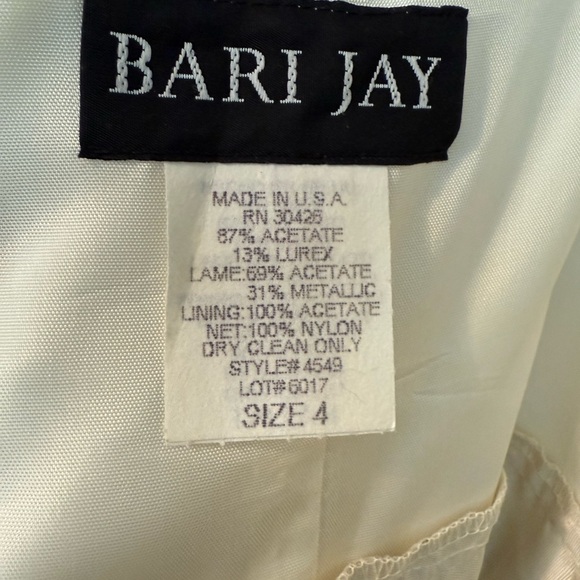 BARI JAY
MADE IN U.S.A.
RN 30426
87% ACETATE
13% LUREX
LAME:69% ACETATE
31% METALLIC
LINING:100% ACETATE
NET:100% NYLON
DRY CLEAN ONLY
STYLE# 4549
LOT# 6017
SIZE 4